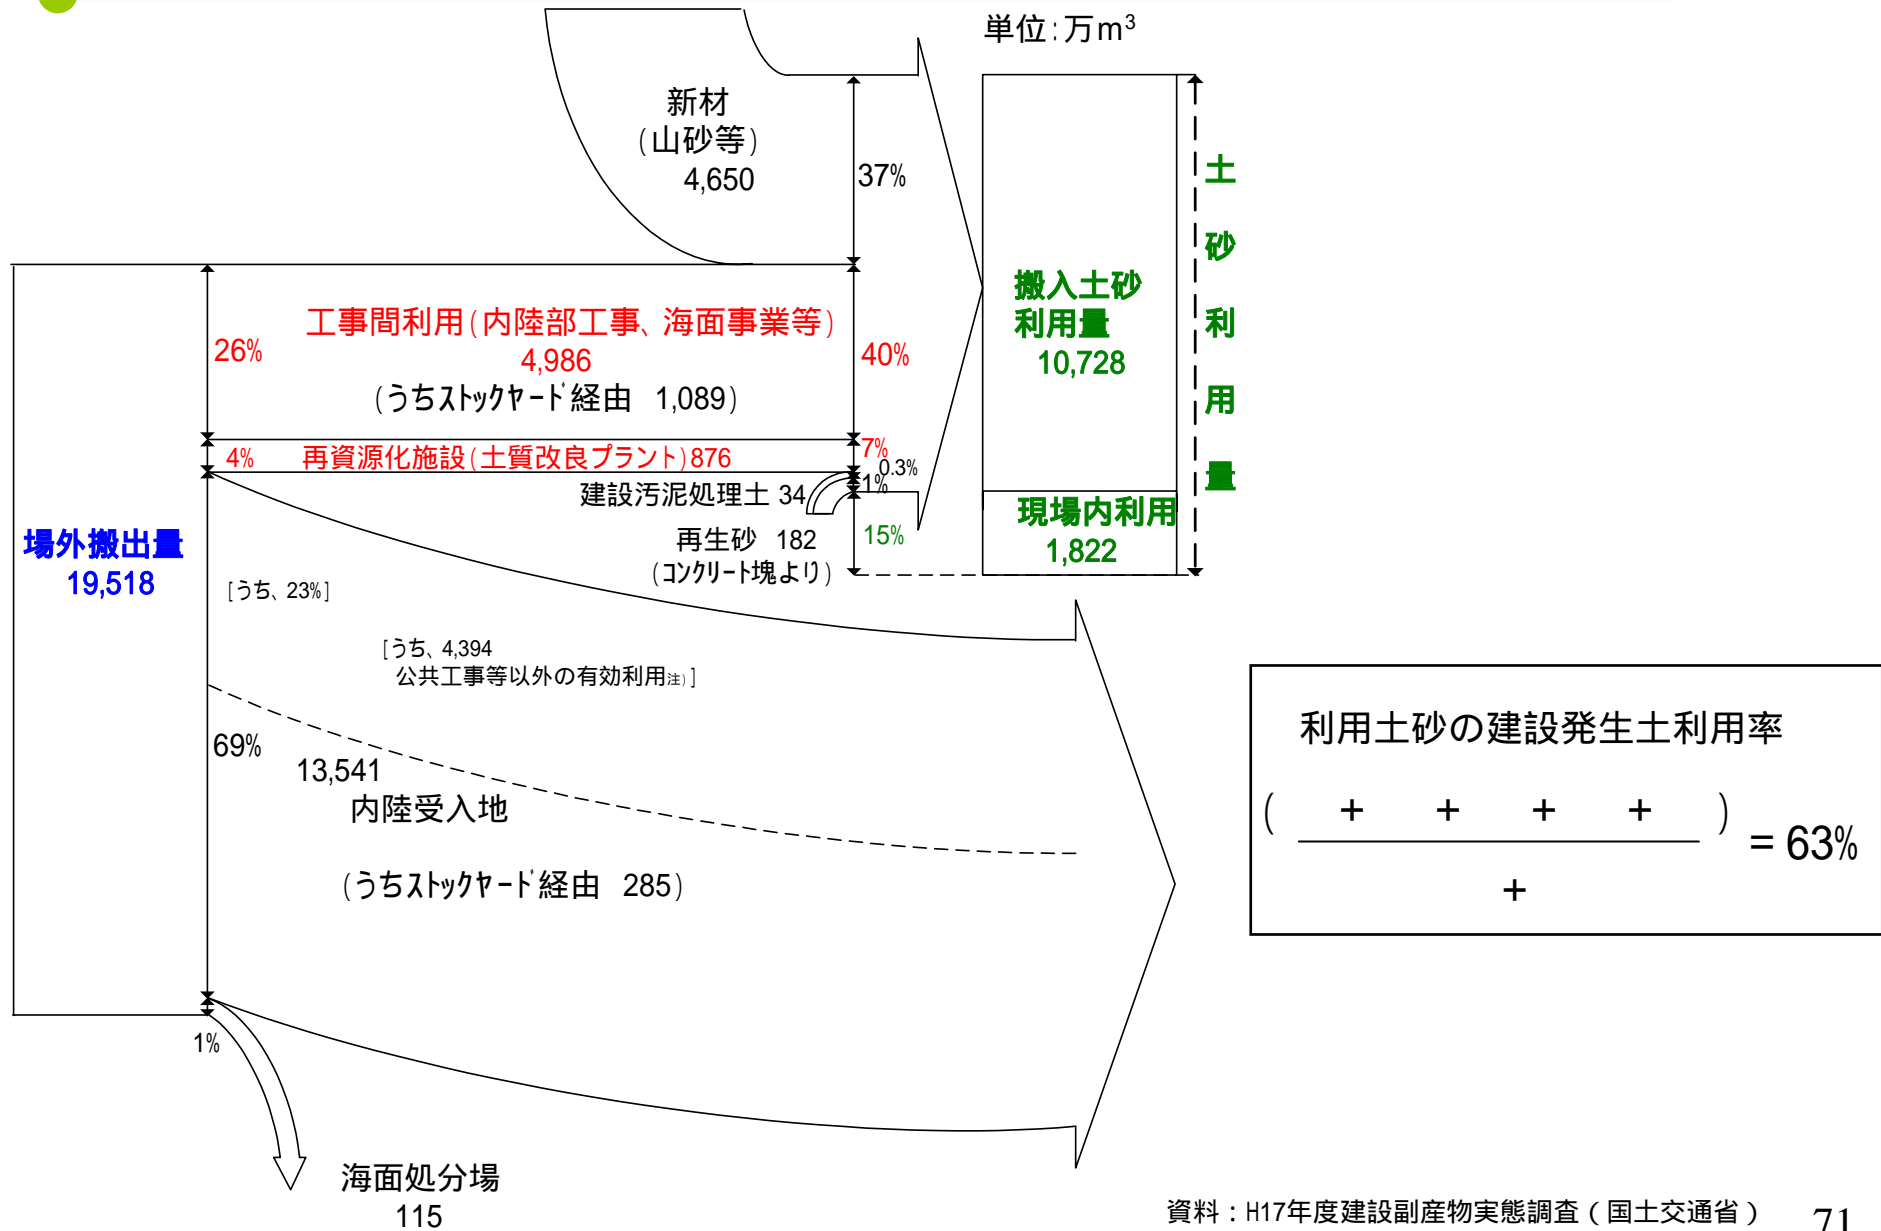 単位:万m³
新材
(山砂等)
4,650
37%
土砂利用量
搬入土砂
利用量
10,728
工事間利用(内陸部工事、海面事業等)
26%
4,986
40%
(うちストックヤード経由 1,089)
4%
再資源化施設(土質改良プラント)876
7%
0.3%
1%
建設汚泥処理土 34
現場内利用
1,822
再生砂 182
(コンクリート塊より)
15%
場外搬出量
19,518
[うち、23%]
[うち、4,394
公共工事等以外の有効利用注)]
69%
13,541
内陸受入地
(うちストックヤード経由 285)
利用土砂の建設発生土利用率
( + + + + )
= 63%
+
1%
海面処分場
115
資料:H17年度建設副産物実態調査(国土交通省)
71